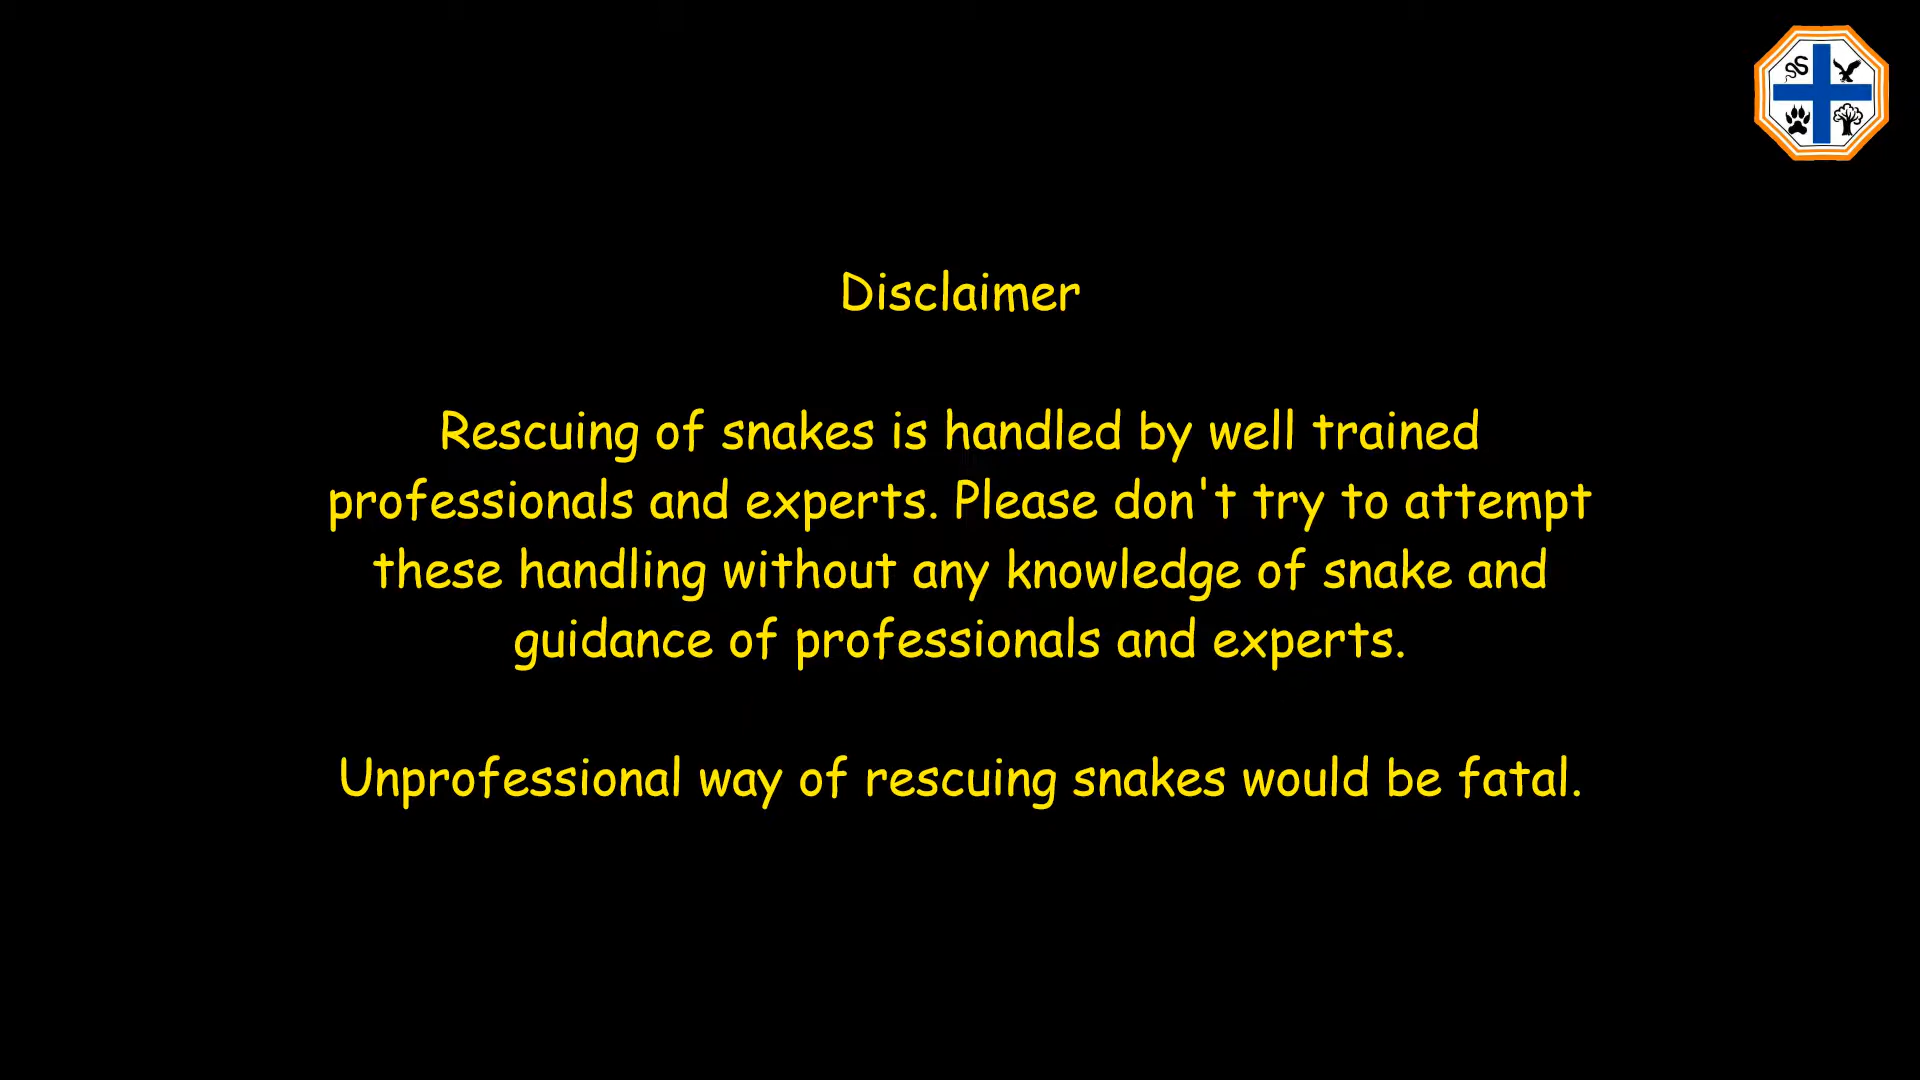 Disclaimer
Rescuing of snakes is handled by well trained
professionals and experts. Please don't try to attempt
these handling without any knowledge of snake and
guidance of professionals and experts.
Unprofessional way of rescuing snakes would be fatal.